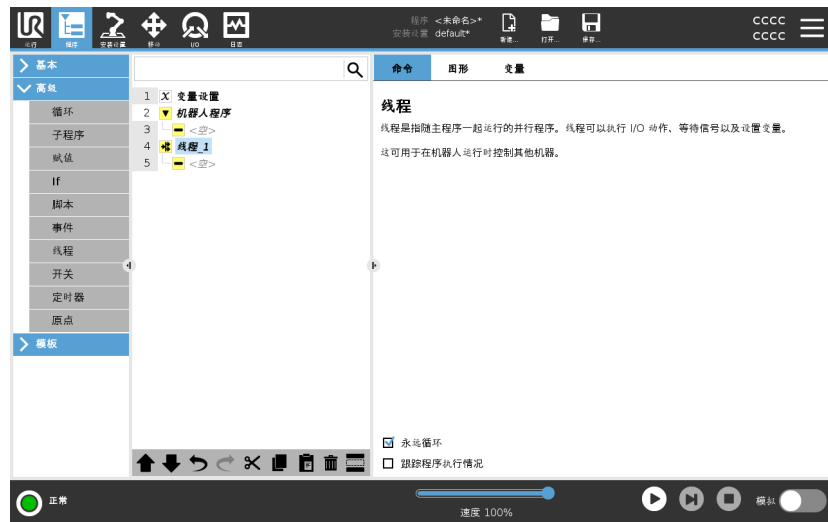 UR
运行 程序 安装设置 移动 I/O 日志
程序 <未命名>*
安装设置 default*
新建... 打开... 保存...
CCCC
CCCC
基本
高级
循环
子程序
赋值
If
脚本
事件
线程
开关
定时器
原点
模板
1 X 变量设置
2 机器人程序
3 <空>
4 线程_1
5 <空>
命令 图形 变量
线程
线程是指随主程序一起运行的并行程序。线程可以执行 I/O 动作、等待信号以及设置变量。
这可用于在机器人运行时控制其他机器。
永远循环
跟踪程序执行情况
正常
速度 100%
模拟